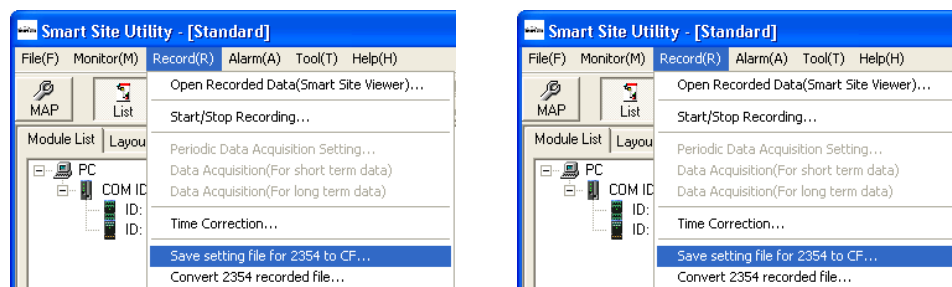 Smart Site Utility - [Standard]
File(F) Monitor(M) Record(R) Alarm(A) Tool(T) Help(H)
MAP List
Open Recorded Data(Smart Site Viewer)...
Start/Stop Recording...
Module List Layou
Periodic Data Acquisition Setting...
PC
Data Acquisition(For short term data)
COM ID
Data Acquisition(For long term data)
ID:
Time Correction...
ID:
Save setting file for 2354 to CF...
Convert 2354 recorded file...
Smart Site Utility - [Standard]
File(F) Monitor(M) Record(R) Alarm(A) Tool(T) Help(H)
MAP List
Open Recorded Data(Smart Site Viewer)...
Start/Stop Recording...
Module List Layou
Periodic Data Acquisition Setting...
PC
Data Acquisition(For short term data)
COM ID
Data Acquisition(For long term data)
ID:
Time Correction...
ID:
Save setting file for 2354 to CF...
Convert 2354 recorded file...